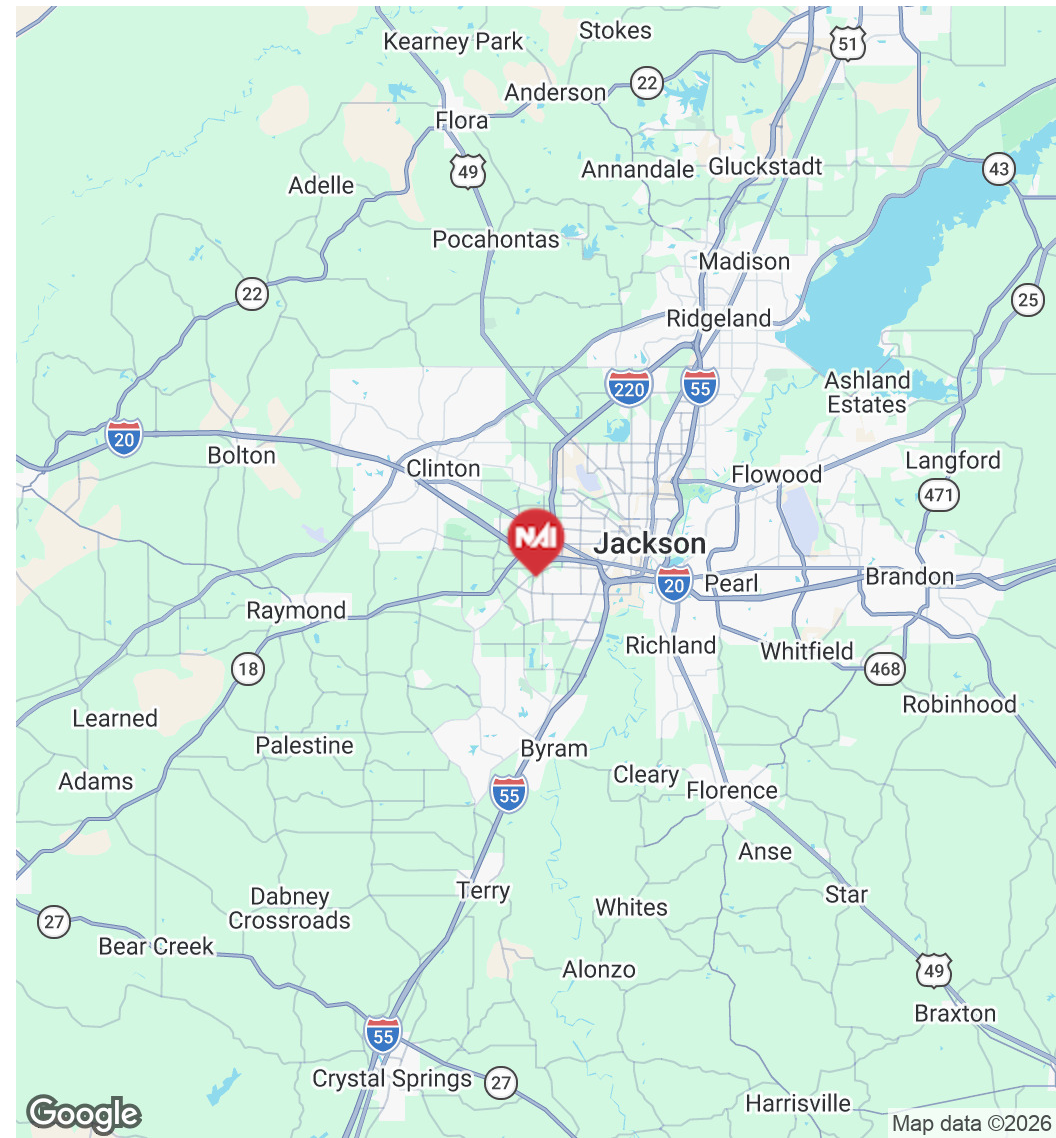 Stokes
Kearney Park
51
22
Anderson
Flora
49
Annandale
Gluckstadt
43
Adelle
Pocahontas
Madison
22
25
Ridgeland
220
55
Ashland
Estates
20
Bolton
Clinton
Flowood
Langford
471
NAI
Jackson
20
Pearl
Brandon
Raymond
Richland
Whitfield
18
468
Robinhood
Learned
Palestine
Byram
Adams
Cleary
Florence
55
Anse
Terry
Star
Dabney
Crossroads
Whites
27
Bear Creek
Alonzo
49
Braxton
55
Crystal Springs
27
Harrisville
Google
Map data ©2026